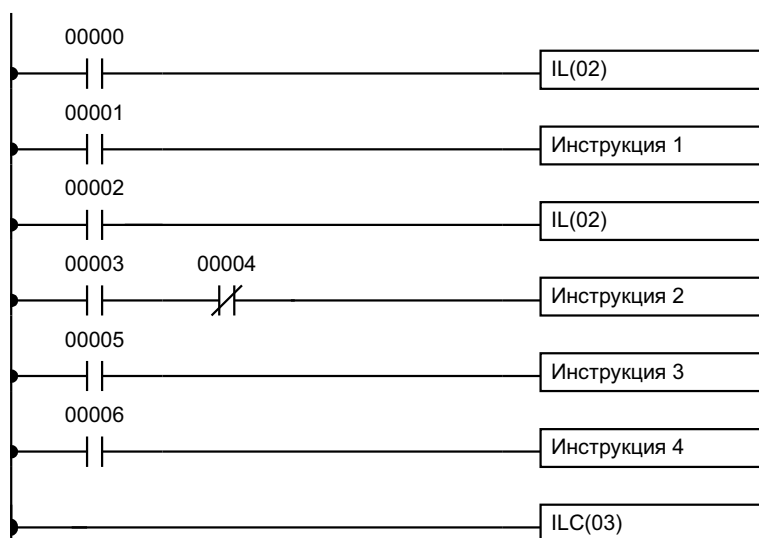 00000
IL(02)
00001
Инструкция 1
00002
IL(02)
00003 00004
Инструкция 2
00005
Инструкция 3
00006
Инструкция 4
ILC(03)